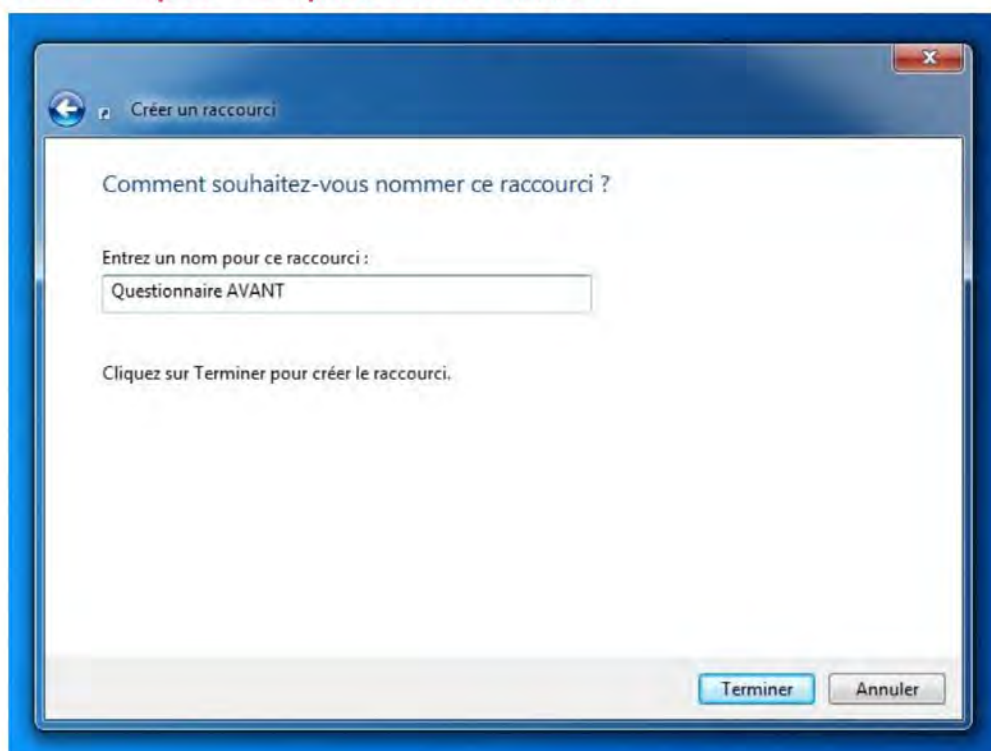 Créer un raccourci
Comment souhaitez-vous nommer ce raccourci ?
Entrez un nom pour ce raccourci :
Questionnaire AVANT
Cliquez sur Terminer pour créer le raccourci.
Terminer Annuler